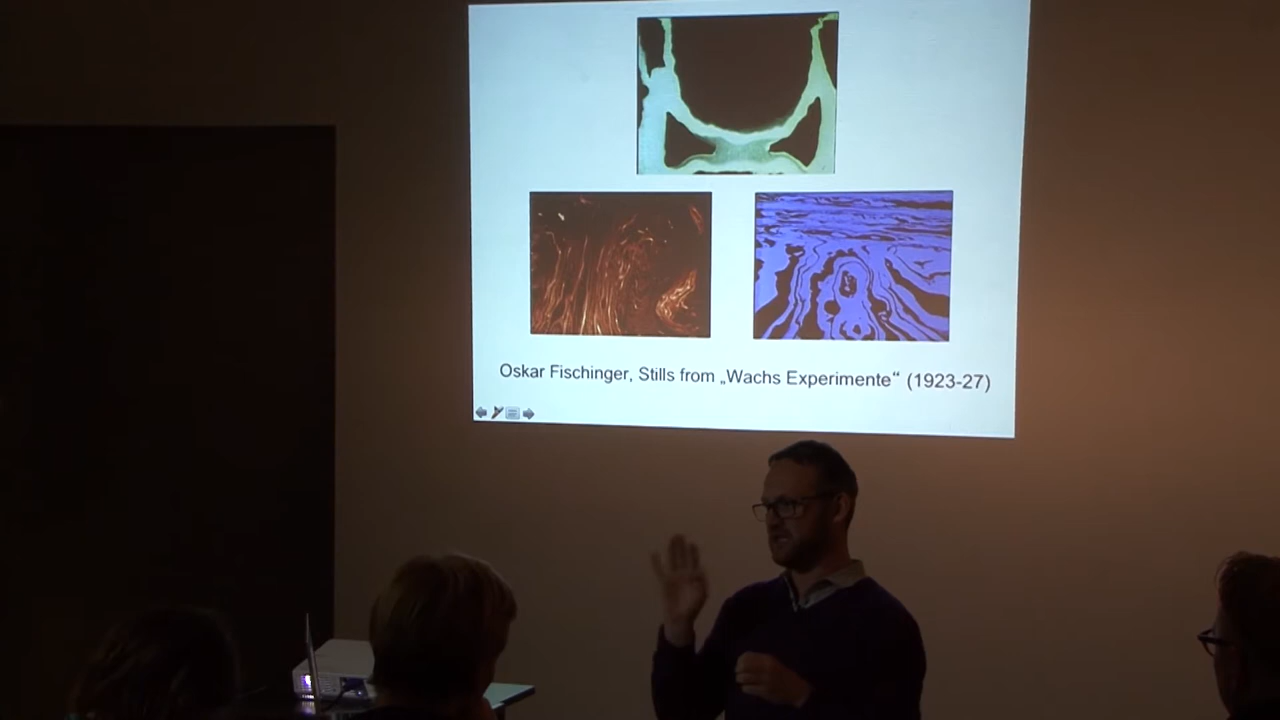 Oskar Fischinger, Stills from „Wachs Experimente“ (1923-27)